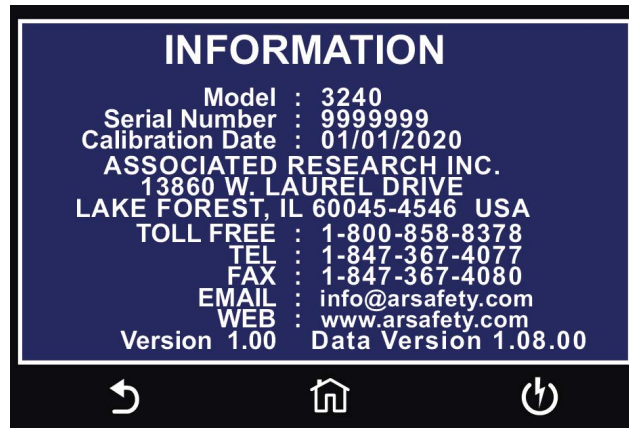 INFORMATION
Model : 3240
Serial Number : 9999999
Calibration Date : 01/01/2020
ASSOCIATED RESEARCH INC.
13860 W. LAUREL DRIVE
LAKE FOREST, IL 60045-4546 USA
TOLL FREE : 1-800-858-8378
TEL : 1-847-367-4077
FAX : 1-847-367-4080
EMAIL : info@arsafety.com
WEB : www.arsafety.com
Version 1.00 Data Version 1.08.00